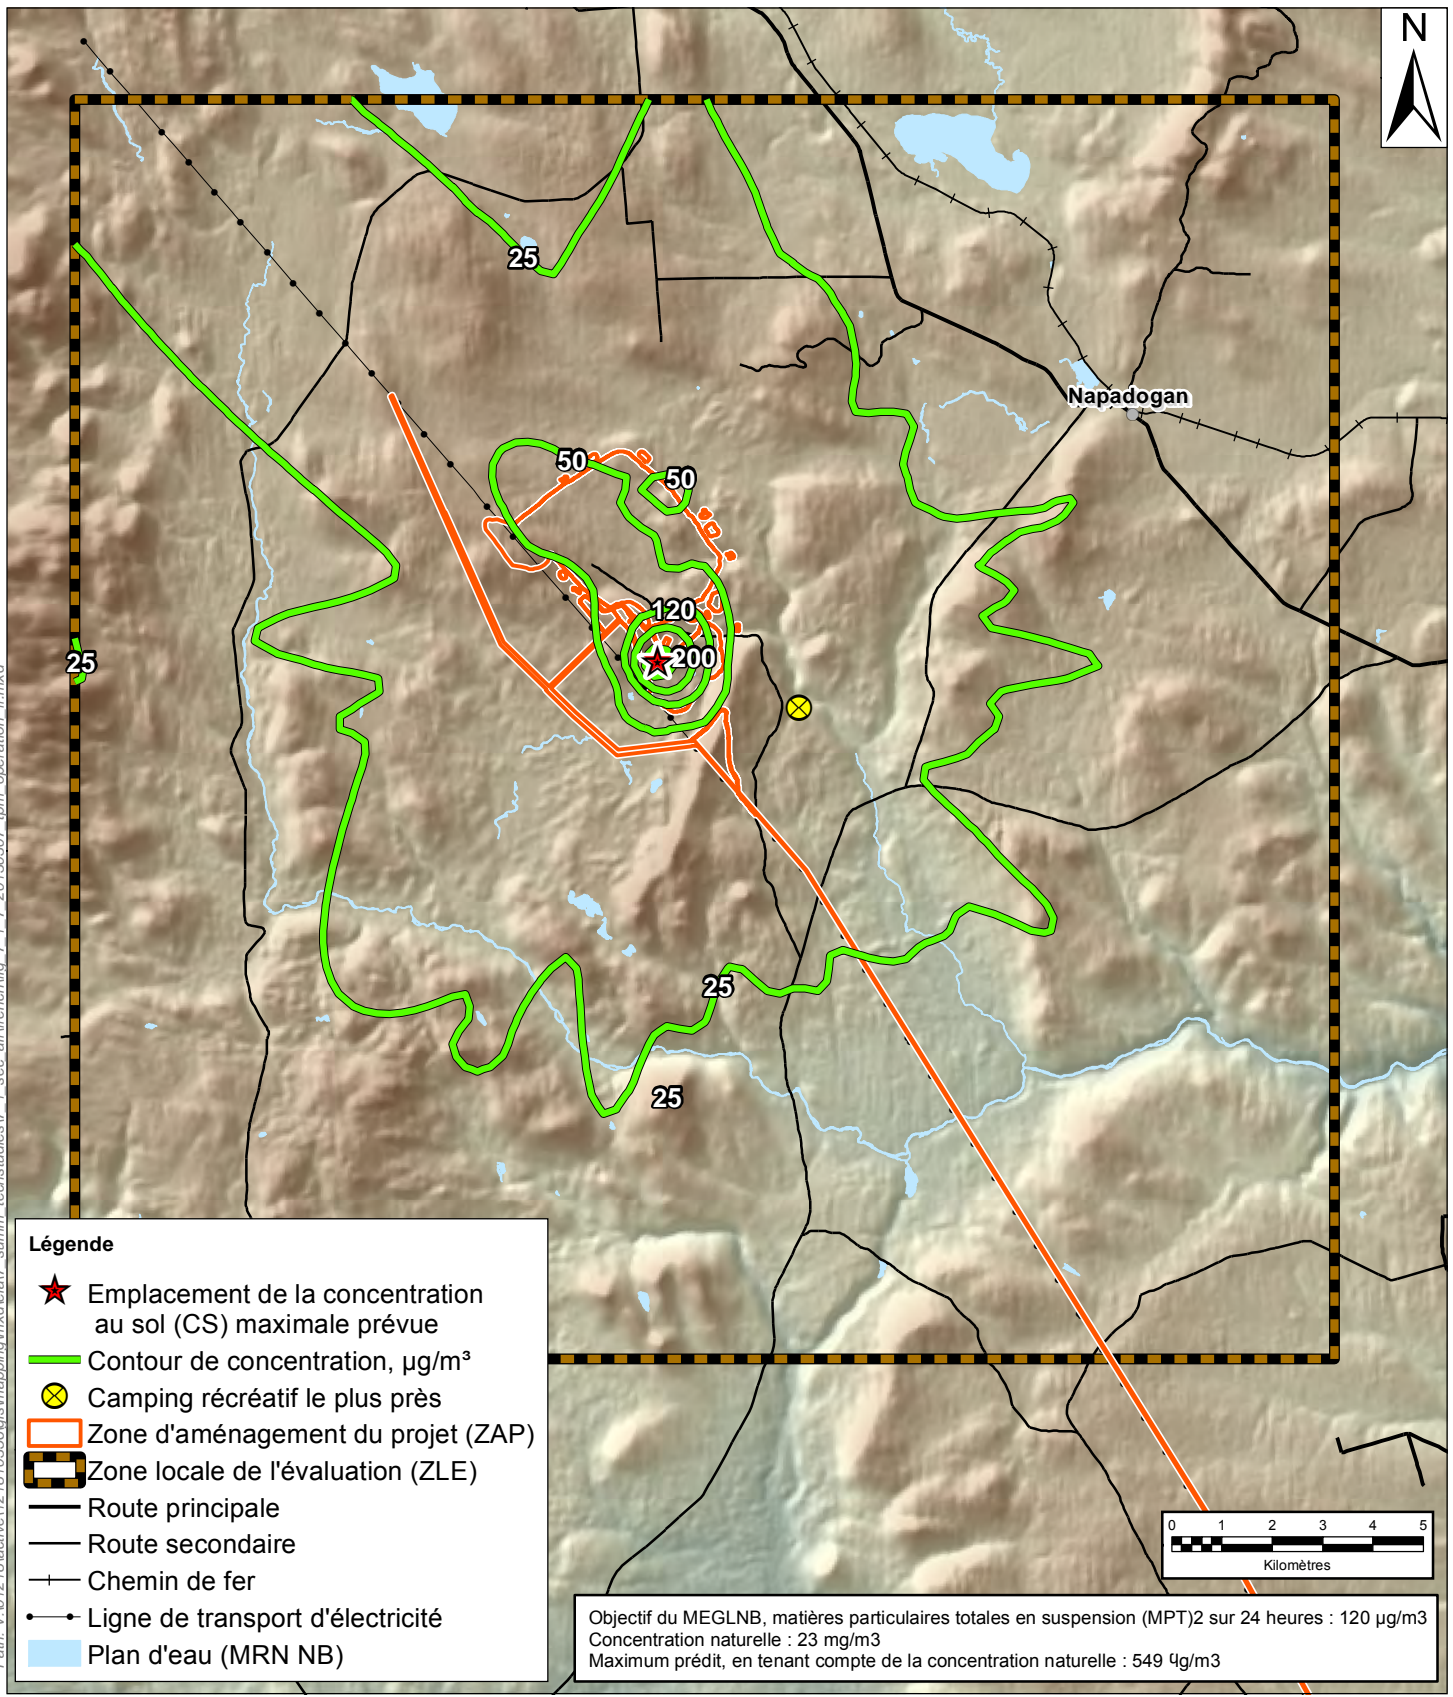 N
25
Napadogan
50
50
120
200
25
25
25
Légende
Emplacement de la concentration
au sol (CS) maximale prévue
Contour de concentration, µg/m³
Camping récréatif le plus près
Zone d'aménagement du projet (ZAP)
Zone locale de l'évaluation (ZLE)
Route principale
Route secondaire
Chemin de fer
Ligne de transport d'électricité
Plan d'eau (MRN NB)
0 1 2 3 4 5
Kilomètres
Objectif du MEGLNB, matières particulaires totales en suspension (MPT)2 sur 24 heures : 120 µg/m3
Concentration naturelle : 23 mg/m3
Maximum prédit, en tenant compte de la concentration naturelle : 549 Ųg/m3